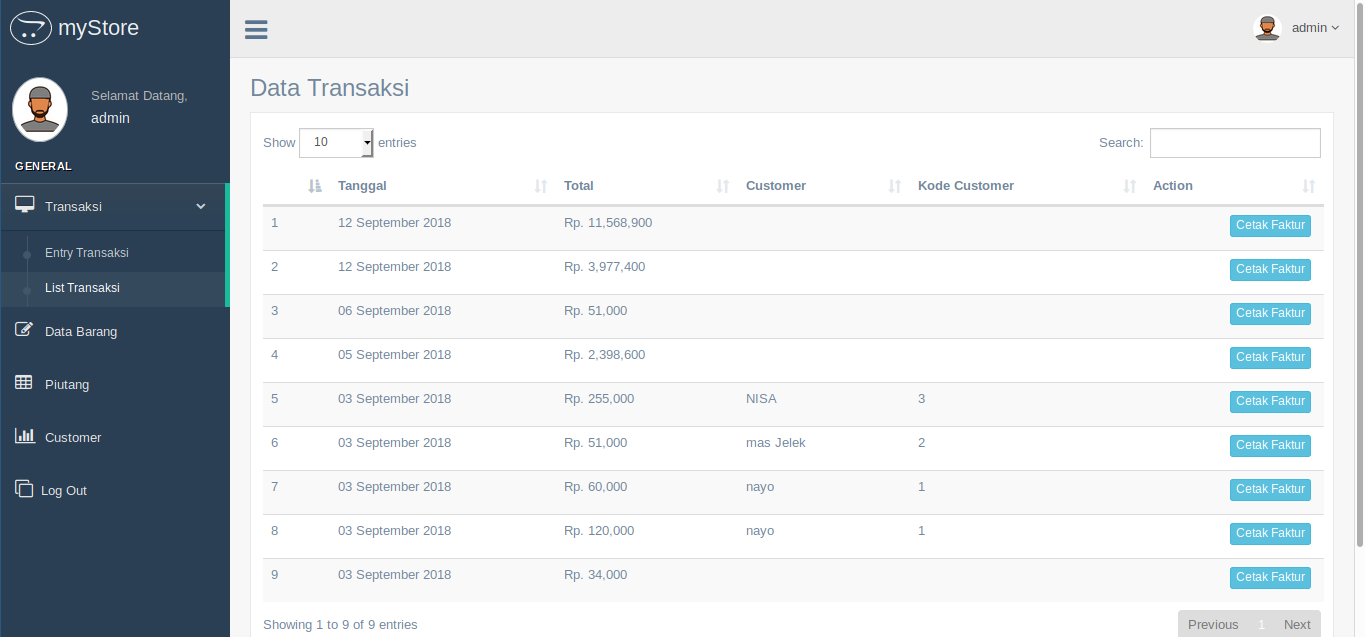 myStore
admin
Selamat Datang,
admin
GENERAL
Transaksi
Entry Transaksi
List Transaksi
Data Barang
Piutang
Customer
Log Out
Data Transaksi
Show 10 entries Search:
Tanggal Total Customer Kode Customer Action
1 12 September 2018 Rp. 11,568,900 Cetak Faktur
2 12 September 2018 Rp. 3,977,400 Cetak Faktur
3 06 September 2018 Rp. 51,000 Cetak Faktur
4 05 September 2018 Rp. 2,398,600 Cetak Faktur
5 03 September 2018 Rp. 255,000 NISA 3 Cetak Faktur
6 03 September 2018 Rp. 51,000 mas Jelek 2 Cetak Faktur
7 03 September 2018 Rp. 60,000 nayo 1 Cetak Faktur
8 03 September 2018 Rp. 120,000 nayo 1 Cetak Faktur
9 03 September 2018 Rp. 34,000 Cetak Faktur
Showing 1 to 9 of 9 entries Previous 1 Next